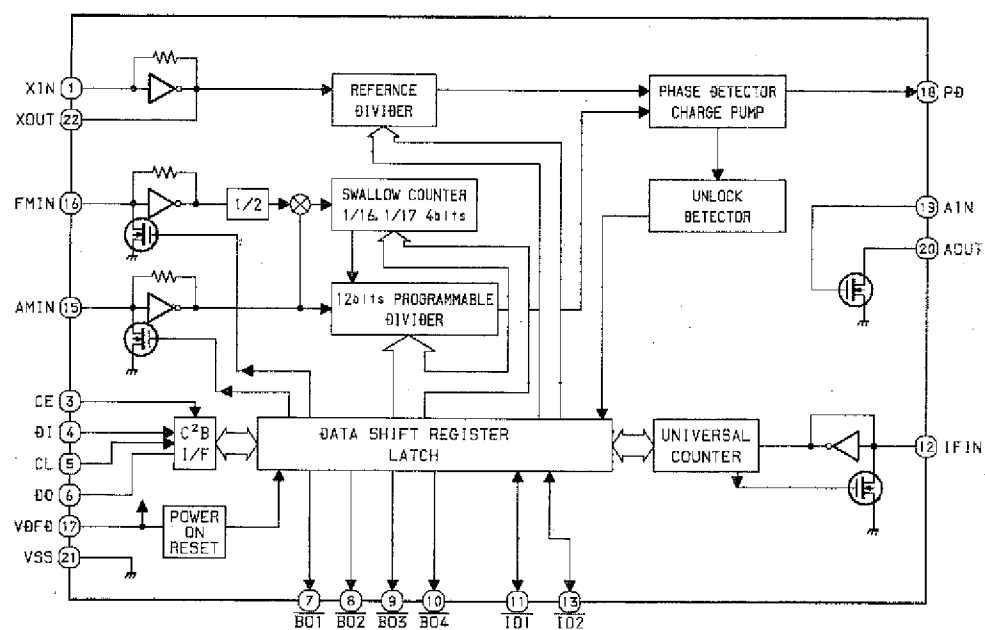 XIN 1
REFERNCE
DIVIDER
PHASE DETECTOR
CHARGE PUMP
18 PD
XOUT 22
FMIN 16
1/2
SWALLOW COUNTER
1/16, 1/17 4bits
UNLOCK
DETECTOR
19 AIN
20 AOUT
AMIN 15
12bits PROGRAMMABLE
DIVIDER
CE 3
DI 4
C²B
I/F
DATA SHIFT REGISTER
LATCH
UNIVERSAL
COUNTER
12 IFIN
CL 5
DO 6
VDFD 17
POWER
ON
RESET
VSS 21
7 8 9 10 11 13
BO1 BO2 BO3 BO4 IO1 IO2